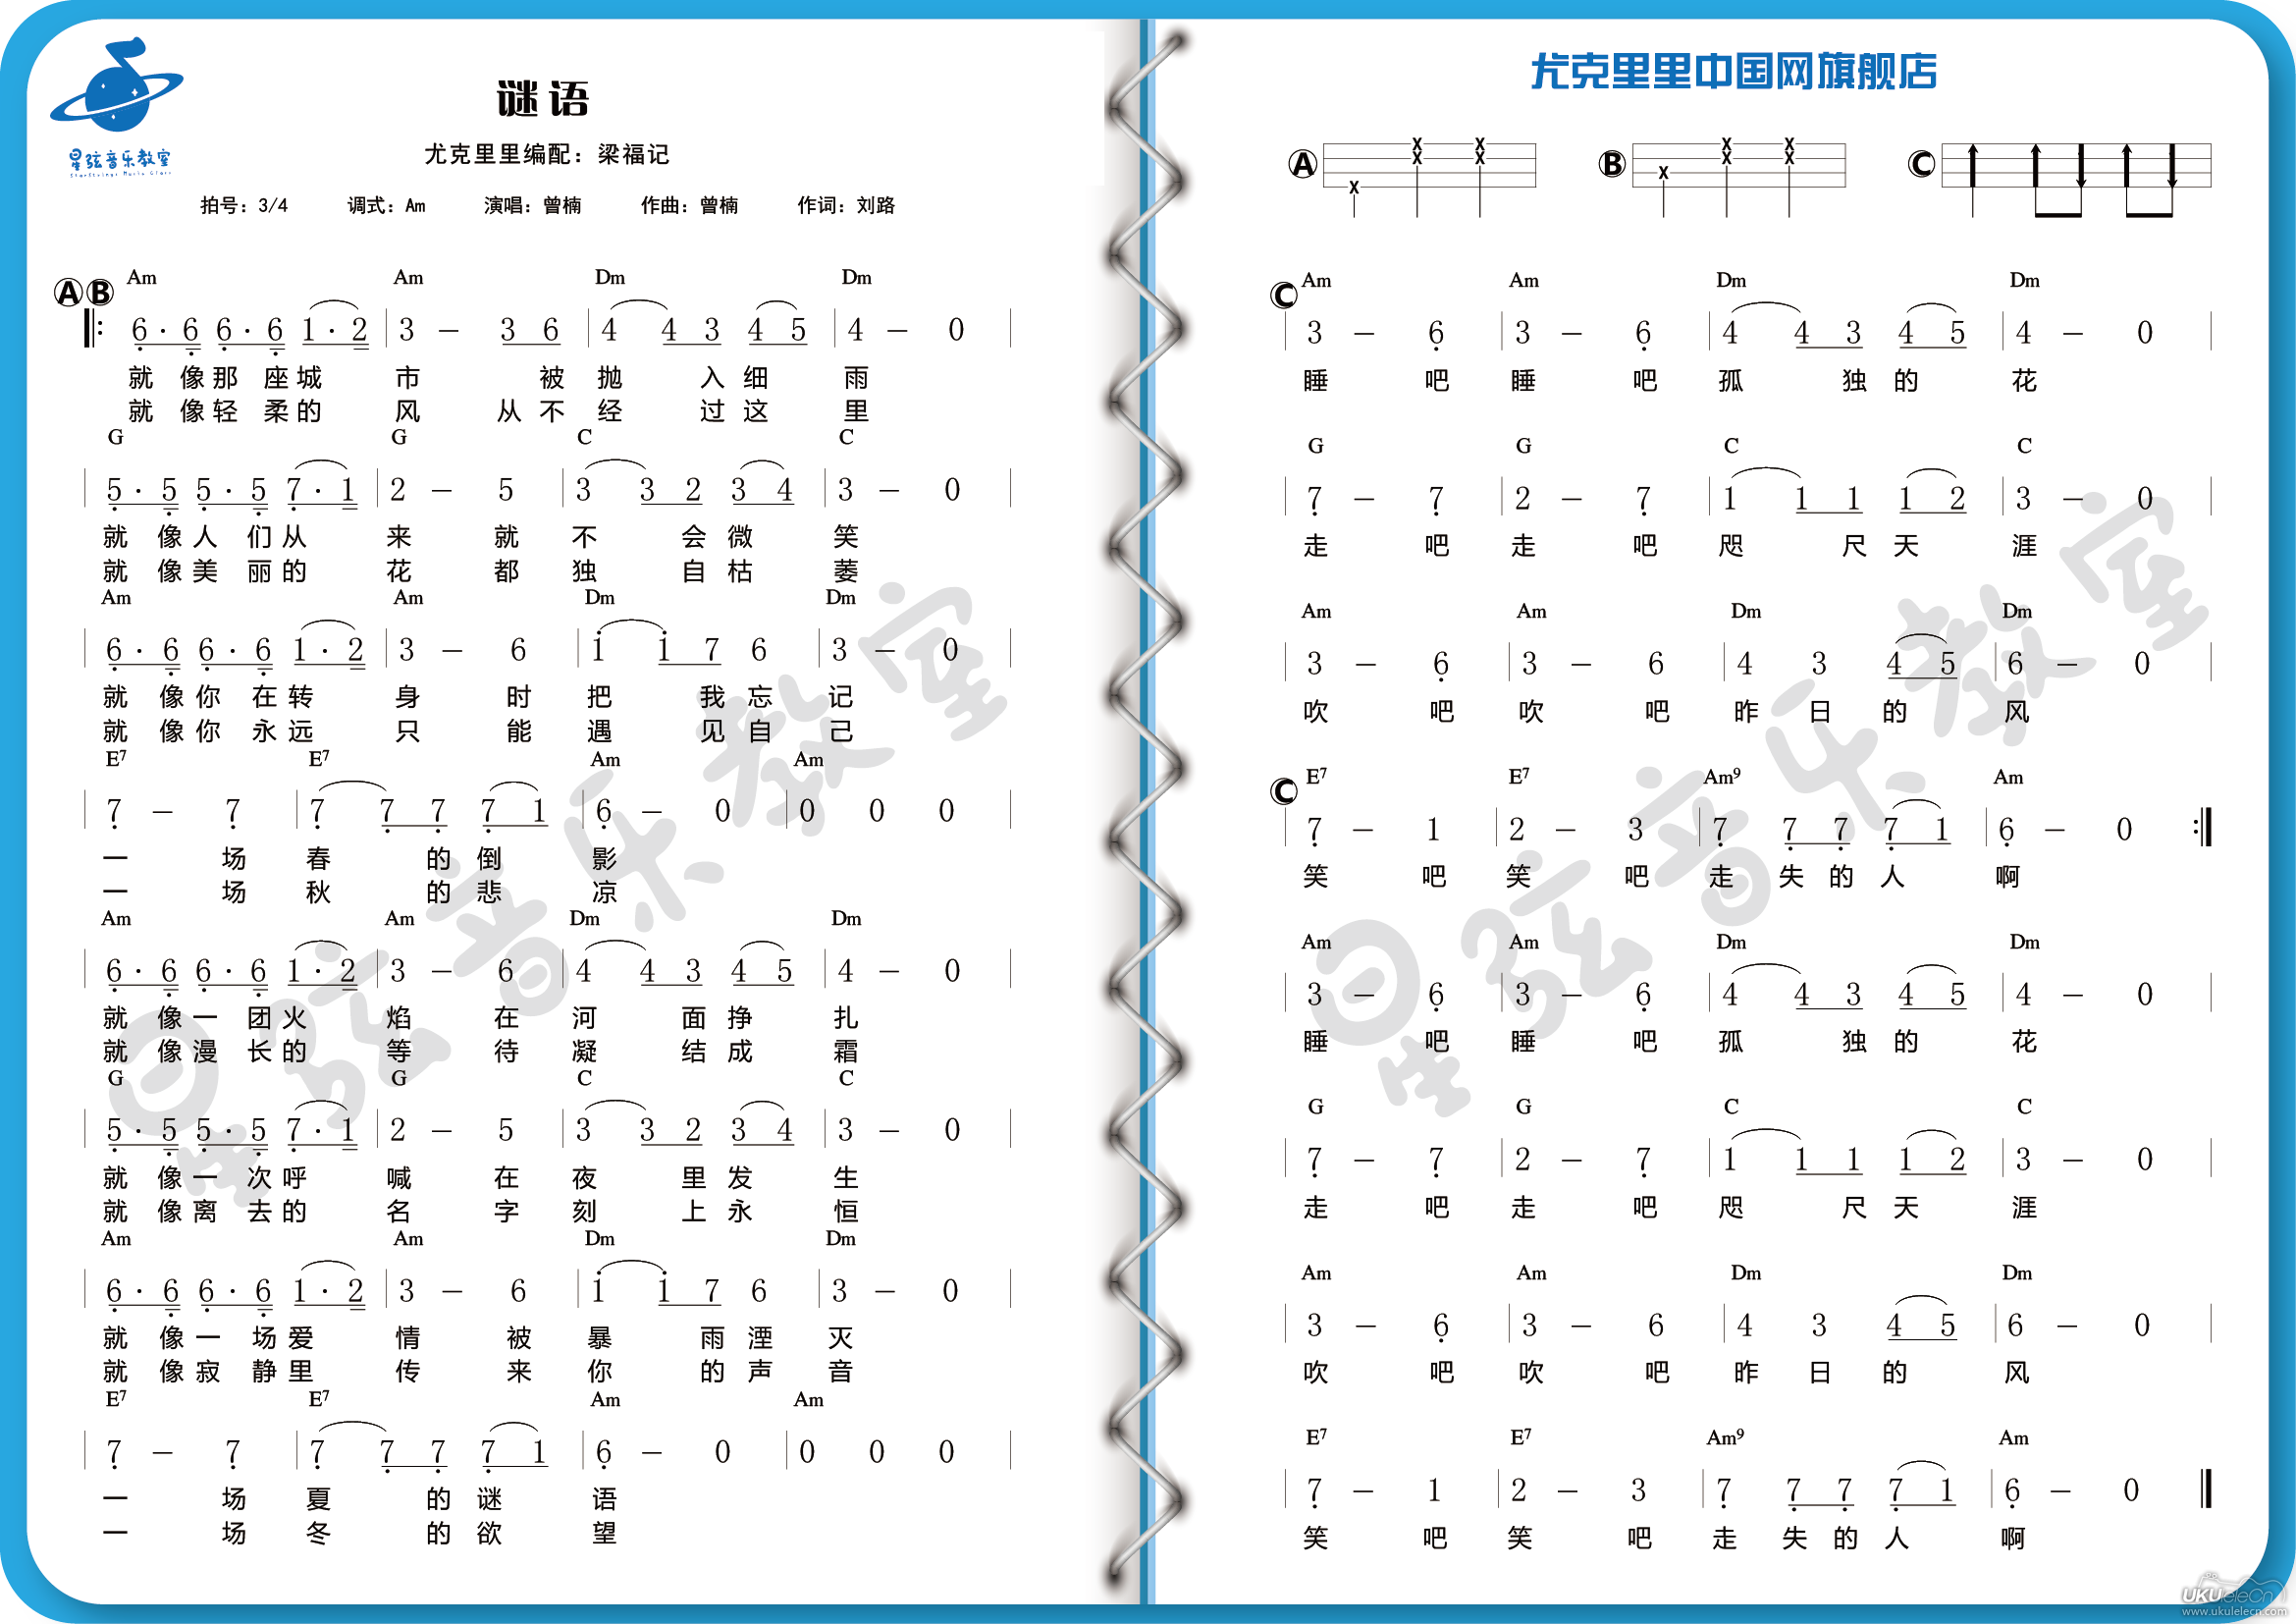 星弦音乐教室
StarStrings Music Class
谜语
尤克里里编配：梁福记
拍号：3/4 调式：Am 演唱：曾楠 作曲：曾楠 作词：刘路
A B
Am Am Dm Dm
6· 6 6· 6 1· 2 3 – 3 6 4 4 3 4 5 4 – 0
就 像 那 座 城 市 被 抛 入 细 雨
就 像 轻 柔 的 风 从 不 经 过 这 里
G G C C
5· 5 5· 5 7· 1 2 – 5 3 3 2 3 4 3 – 0
就 像 人 们 从 来 就 不 会 微 笑
就 像 美 丽 的 花 都 独 自 枯 萎
Am Am Dm Dm
6· 6 6· 6 1· 2 3 – 6 1 1 7 6 3 – 0
就 像 你 在 转 身 时 把 我 忘 记
就 像 你 永 远 只 能 遇 见 自 己
E7 E7 Am Am
7 – 7 7 7 7 7 1 6 – 0 0 0 0
一 场 春 的 倒 影
一 场 秋 的 悲 凉
Am Am Dm Dm
6· 6 6· 6 1· 2 3 – 6 4 4 3 4 5 4 – 0
就 像 一 团 火 焰 在 河 面 挣 扎
就 像 漫 长 的 等 待 凝 结 成 霜
G G C C
5· 5 5· 5 7· 1 2 – 5 3 3 2 3 4 3 – 0
就 像 一 次 呼 喊 在 夜 里 发 生
就 像 离 去 的 名 字 刻 上 永 恒
Am Am Dm Dm
6· 6 6· 6 1· 2 3 – 6 1 1 7 6 3 – 0
就 像 一 场 爱 情 被 暴 雨 湮 灭
就 像 寂 静 里 传 来 你 的 声 音
E7 E7 Am Am
7 – 7 7 7 7 7 1 6 – 0 0 0 0
一 场 夏 的 谜 语
一 场 冬 的 欲 望
星弦音乐教室
尤克里里中国网旗舰店
A B C
C
Am Am Dm Dm
3 – 6 3 – 6 4 4 3 4 5 4 – 0
睡 吧 睡 吧 孤 独 的 花
G G C C
7 – 7 2 – 7 1 1 1 1 2 3 – 0
走 吧 走 吧 咫 尺 天 涯
Am Am Dm Dm
3 – 6 3 – 6 4 3 4 5 6 – 0
吹 吧 吹 吧 昨 日 的 风
C
E7 E7 Am9 Am
7 – 1 2 – 3 7 7 7 7 1 6 – 0
笑 吧 笑 吧 走 失 的 人 啊
Am Am Dm Dm
3 – 6 3 – 6 4 4 3 4 5 4 – 0
睡 吧 睡 吧 孤 独 的 花
G G C C
7 – 7 2 – 7 1 1 1 1 2 3 – 0
走 吧 走 吧 咫 尺 天 涯
Am Am Dm Dm
3 – 6 3 – 6 4 3 4 5 6 – 0
吹 吧 吹 吧 昨 日 的 风
E7 E7 Am9 Am
7 – 1 2 – 3 7 7 7 7 1 6 – 0
笑 吧 笑 吧 走 失 的 人 啊
星弦音乐教室
UKUleleCn
www.ukulelecn.com